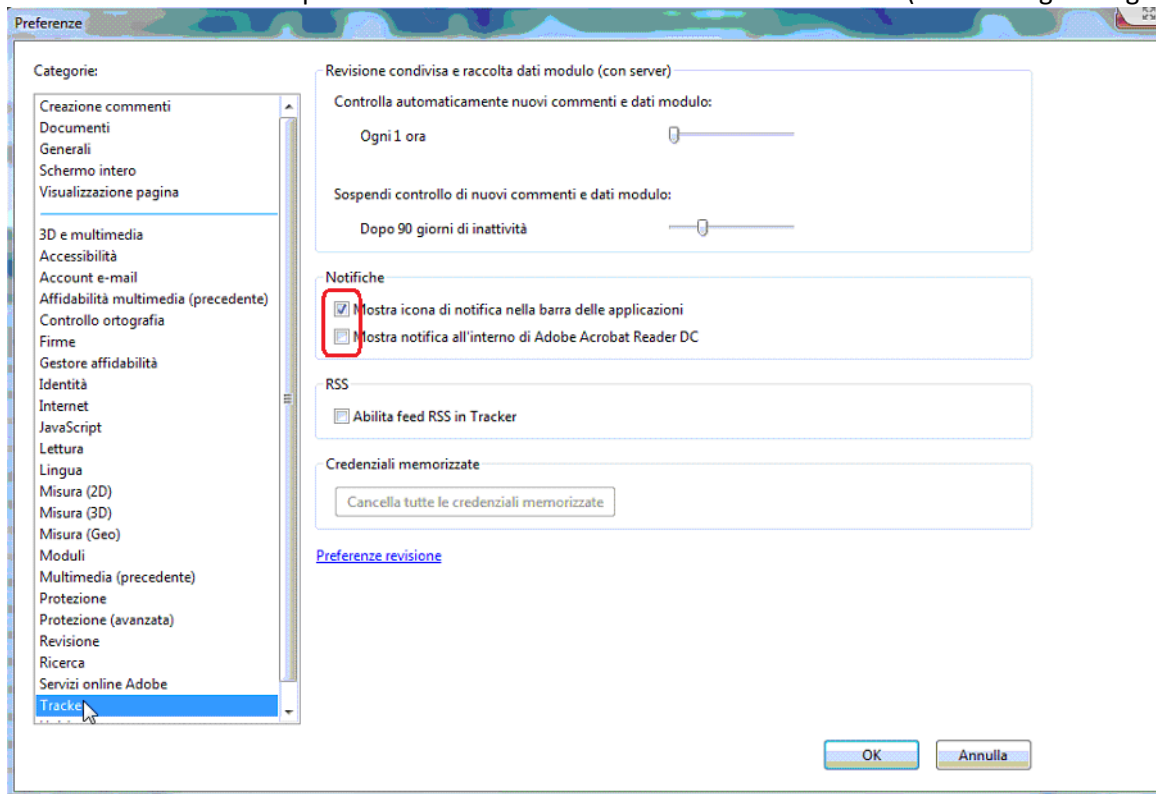 Preferenze
Categorie:
Creazione commenti
Documenti
Generali
Schermo intero
Visualizzazione pagina
3D e multimedia
Accessibilità
Account e-mail
Affidabilità multimedia (precedente)
Controllo ortografia
Firme
Gestore affidabilità
Identità
Internet
JavaScript
Lettura
Lingua
Misura (2D)
Misura (3D)
Misura (Geo)
Moduli
Multimedia (precedente)
Protezione
Protezione (avanzata)
Revisione
Ricerca
Servizi online Adobe
Tracker
Revisione condivisa e raccolta dati modulo (con server)
Controlla automaticamente nuovi commenti e dati modulo:
Ogni 1 ora
Sospendi controllo di nuovi commenti e dati modulo:
Dopo 90 giorni di inattività
Notifiche
Mostra icona di notifica nella barra delle applicazioni
Mostra notifica all'interno di Adobe Acrobat Reader DC
RSS
Abilita feed RSS in Tracker
Credenziali memorizzate
Cancella tutte le credenziali memorizzate
Preferenze revisione
OK
Annulla